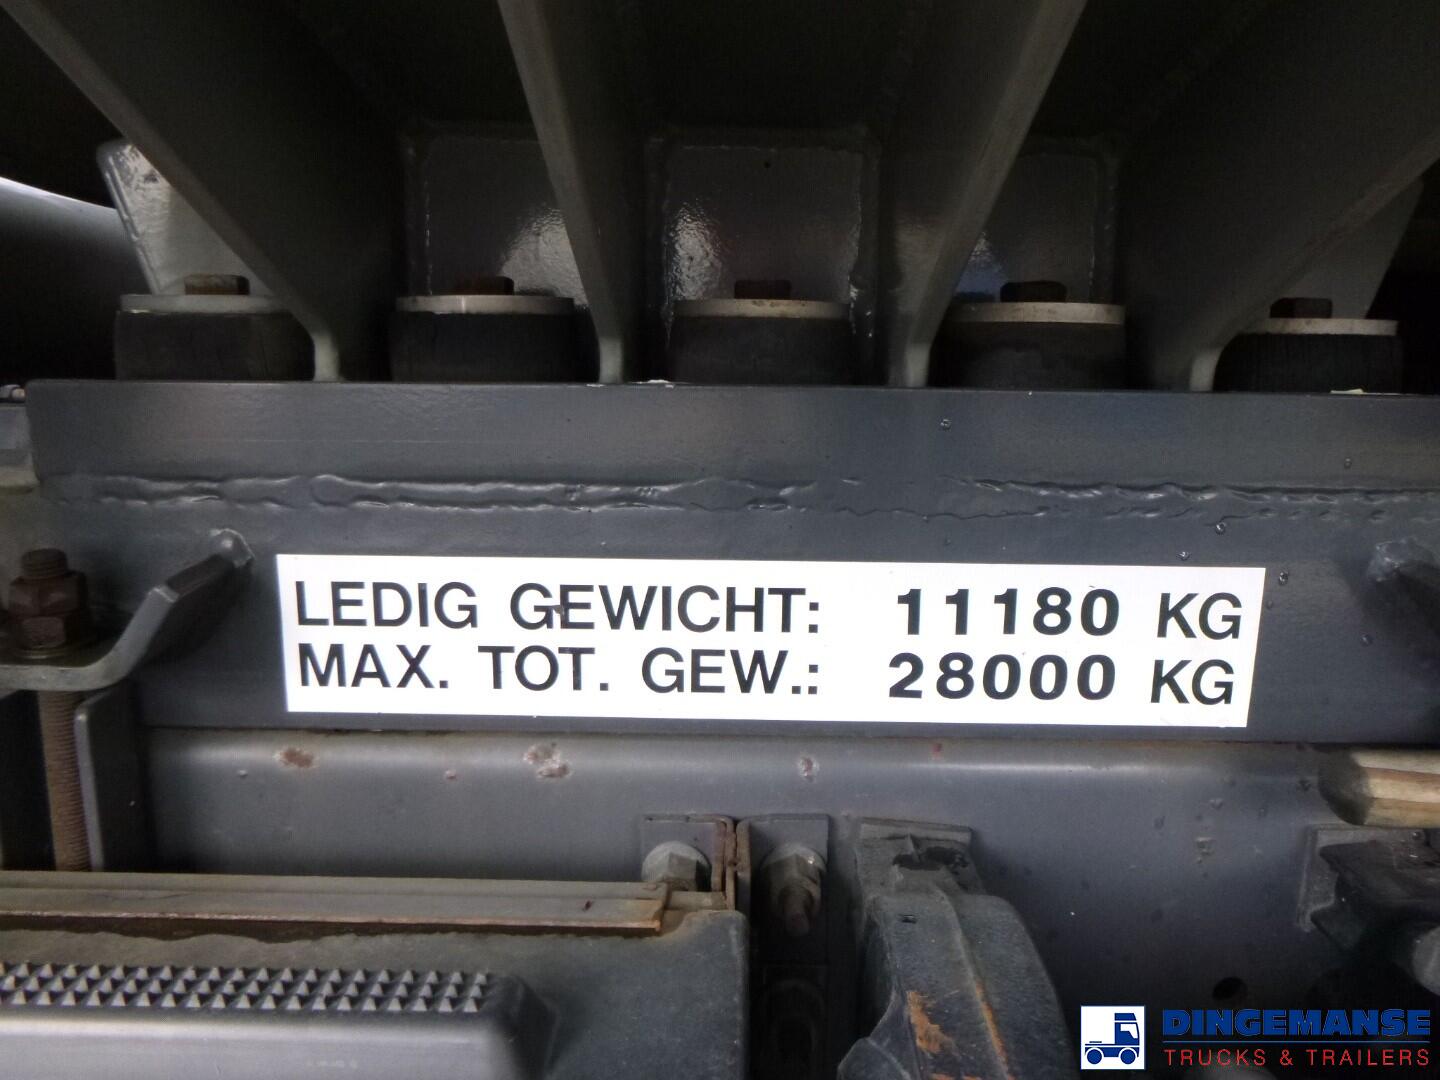 LEDIG GEWICHT: 11180 KG
MAX. TOT. GEW.: 28000 KG
DINGEMANSE
TRUCKS & TRAILERS